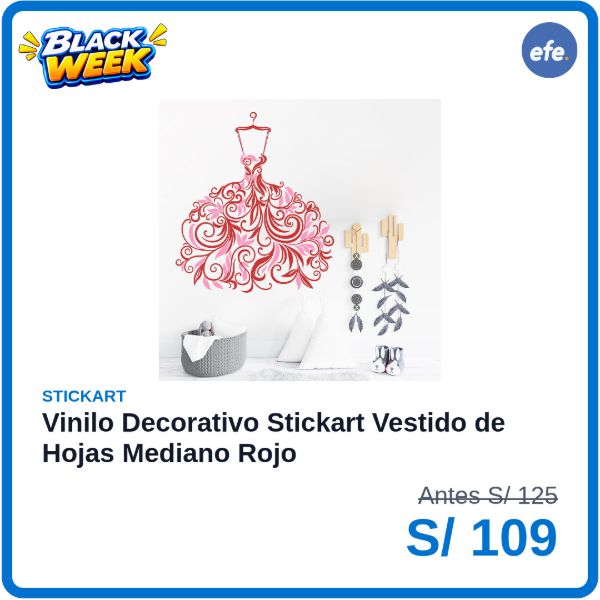 BLACK
WEEK
efe.
STICKART
Vinilo Decorativo Stickart Vestido de
Hojas Mediano Rojo
Antes S/ 125
S/ 109